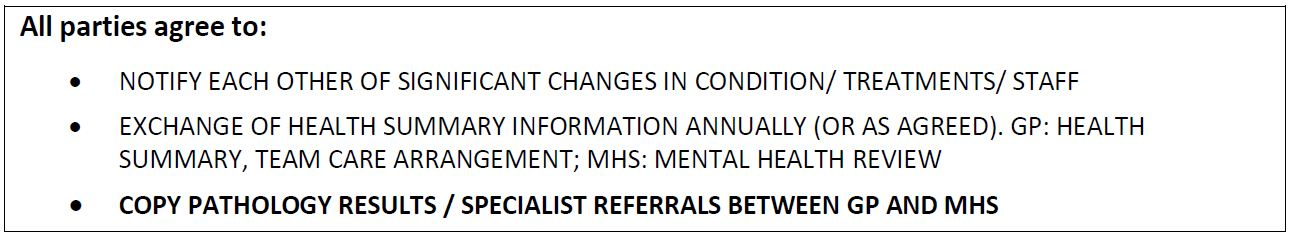 All parties agree to:
• NOTIFY EACH OTHER OF SIGNIFICANT CHANGES IN CONDITION/ TREATMENTS/ STAFF
• EXCHANGE OF HEALTH SUMMARY INFORMATION ANNUALLY (OR AS AGREED). GP: HEALTH
SUMMARY, TEAM CARE ARRANGEMENT; MHS: MENTAL HEALTH REVIEW
• COPY PATHOLOGY RESULTS / SPECIALIST REFERRALS BETWEEN GP AND MHS